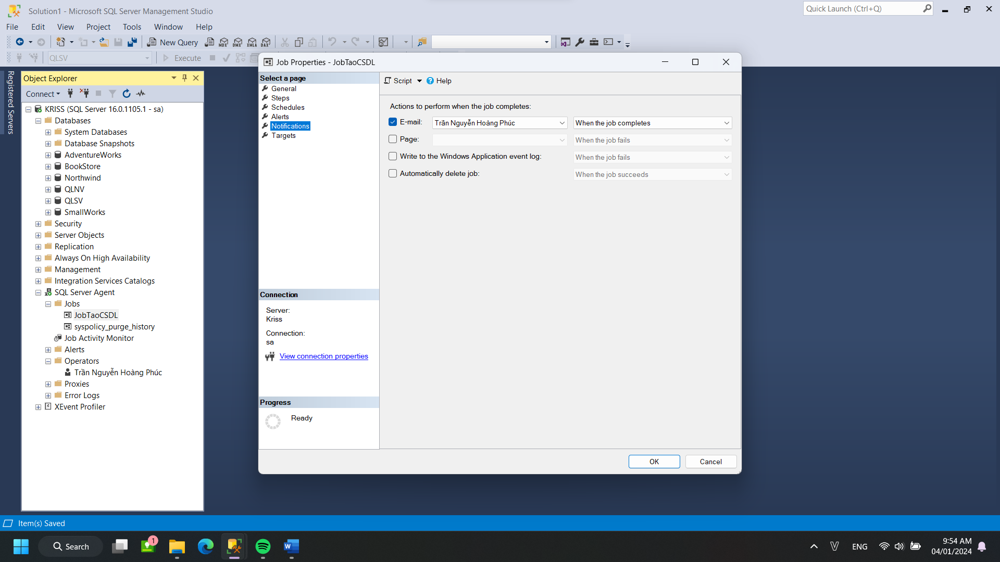 Solution1 - Microsoft SQL Server Management Studio
Quick Launch (Ctrl+Q)
File Edit View Project Tools Window Help
New Query MDX DMX XMLA DAX
QLSV Execute
Registered Servers
Object Explorer
Connect
KRISS (SQL Server 16.0.1105.1 - sa)
Databases
System Databases
Database Snapshots
AdventureWorks
BookStore
Northwind
QLNV
QLSV
SmallWorks
Security
Server Objects
Replication
Always On High Availability
Management
Integration Services Catalogs
SQL Server Agent
Jobs
JobTaoCSDL
syspolicy_purge_history
Job Activity Monitor
Alerts
Operators
Trần Nguyễn Hoàng Phúc
Proxies
Error Logs
XEvent Profiler
Job Properties - JobTaoCSDL
Select a page
General
Steps
Schedules
Alerts
Notifications
Targets
Connection
Server:
Kriss
Connection:
sa
View connection properties
Progress
Ready
Script Help
Actions to perform when the job completes:
E-mail: Trần Nguyễn Hoàng Phúc When the job completes
Page: When the job fails
Write to the Windows Application event log: When the job fails
Automatically delete job: When the job succeeds
OK Cancel
Item(s) Saved
Search
1
ENG
9:54 AM
04/01/2024